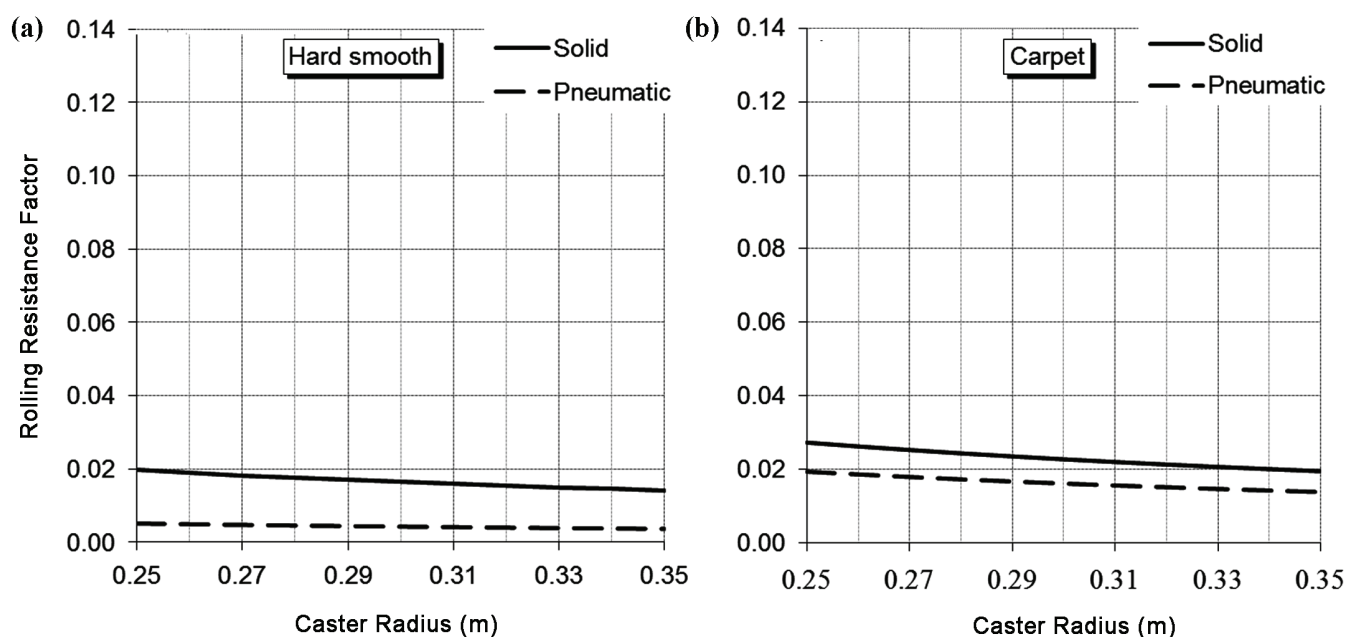 (a)
Hard smooth
Solid
Pneumatic
0.14
0.12
0.10
0.08
0.06
0.04
0.02
0.00
Rolling Resistance Factor
0.25 0.27 0.29 0.31 0.33 0.35
Caster Radius (m)
(b)
Carpet
Solid
Pneumatic
0.14
0.12
0.10
0.08
0.06
0.04
0.02
0.00
0.25 0.27 0.29 0.31 0.33 0.35
Caster Radius (m)